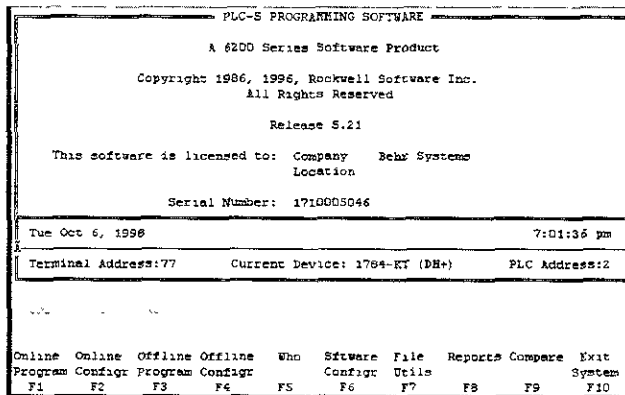 PLC-5 PROGRAMMING SOFTWARE
A 6200 Series Software Product
Copyright 1986, 1996, Rockwell Software Inc.
All Rights Reserved
Release 5.21
This software is licensed to: Company Behr Systems
Location
Serial Number: 1710005046
Tue Oct 6, 1998 7:01:36 pm
Terminal Address:77 Current Device: 1784-KT (DH+) PLC Address:2
Online Online Offline Offline Who Sftware File Reports Compare Exit
Program Configr Program Configr Configr Utils System
F1 F2 F3 F4 F5 F6 F7 F8 F9 F10